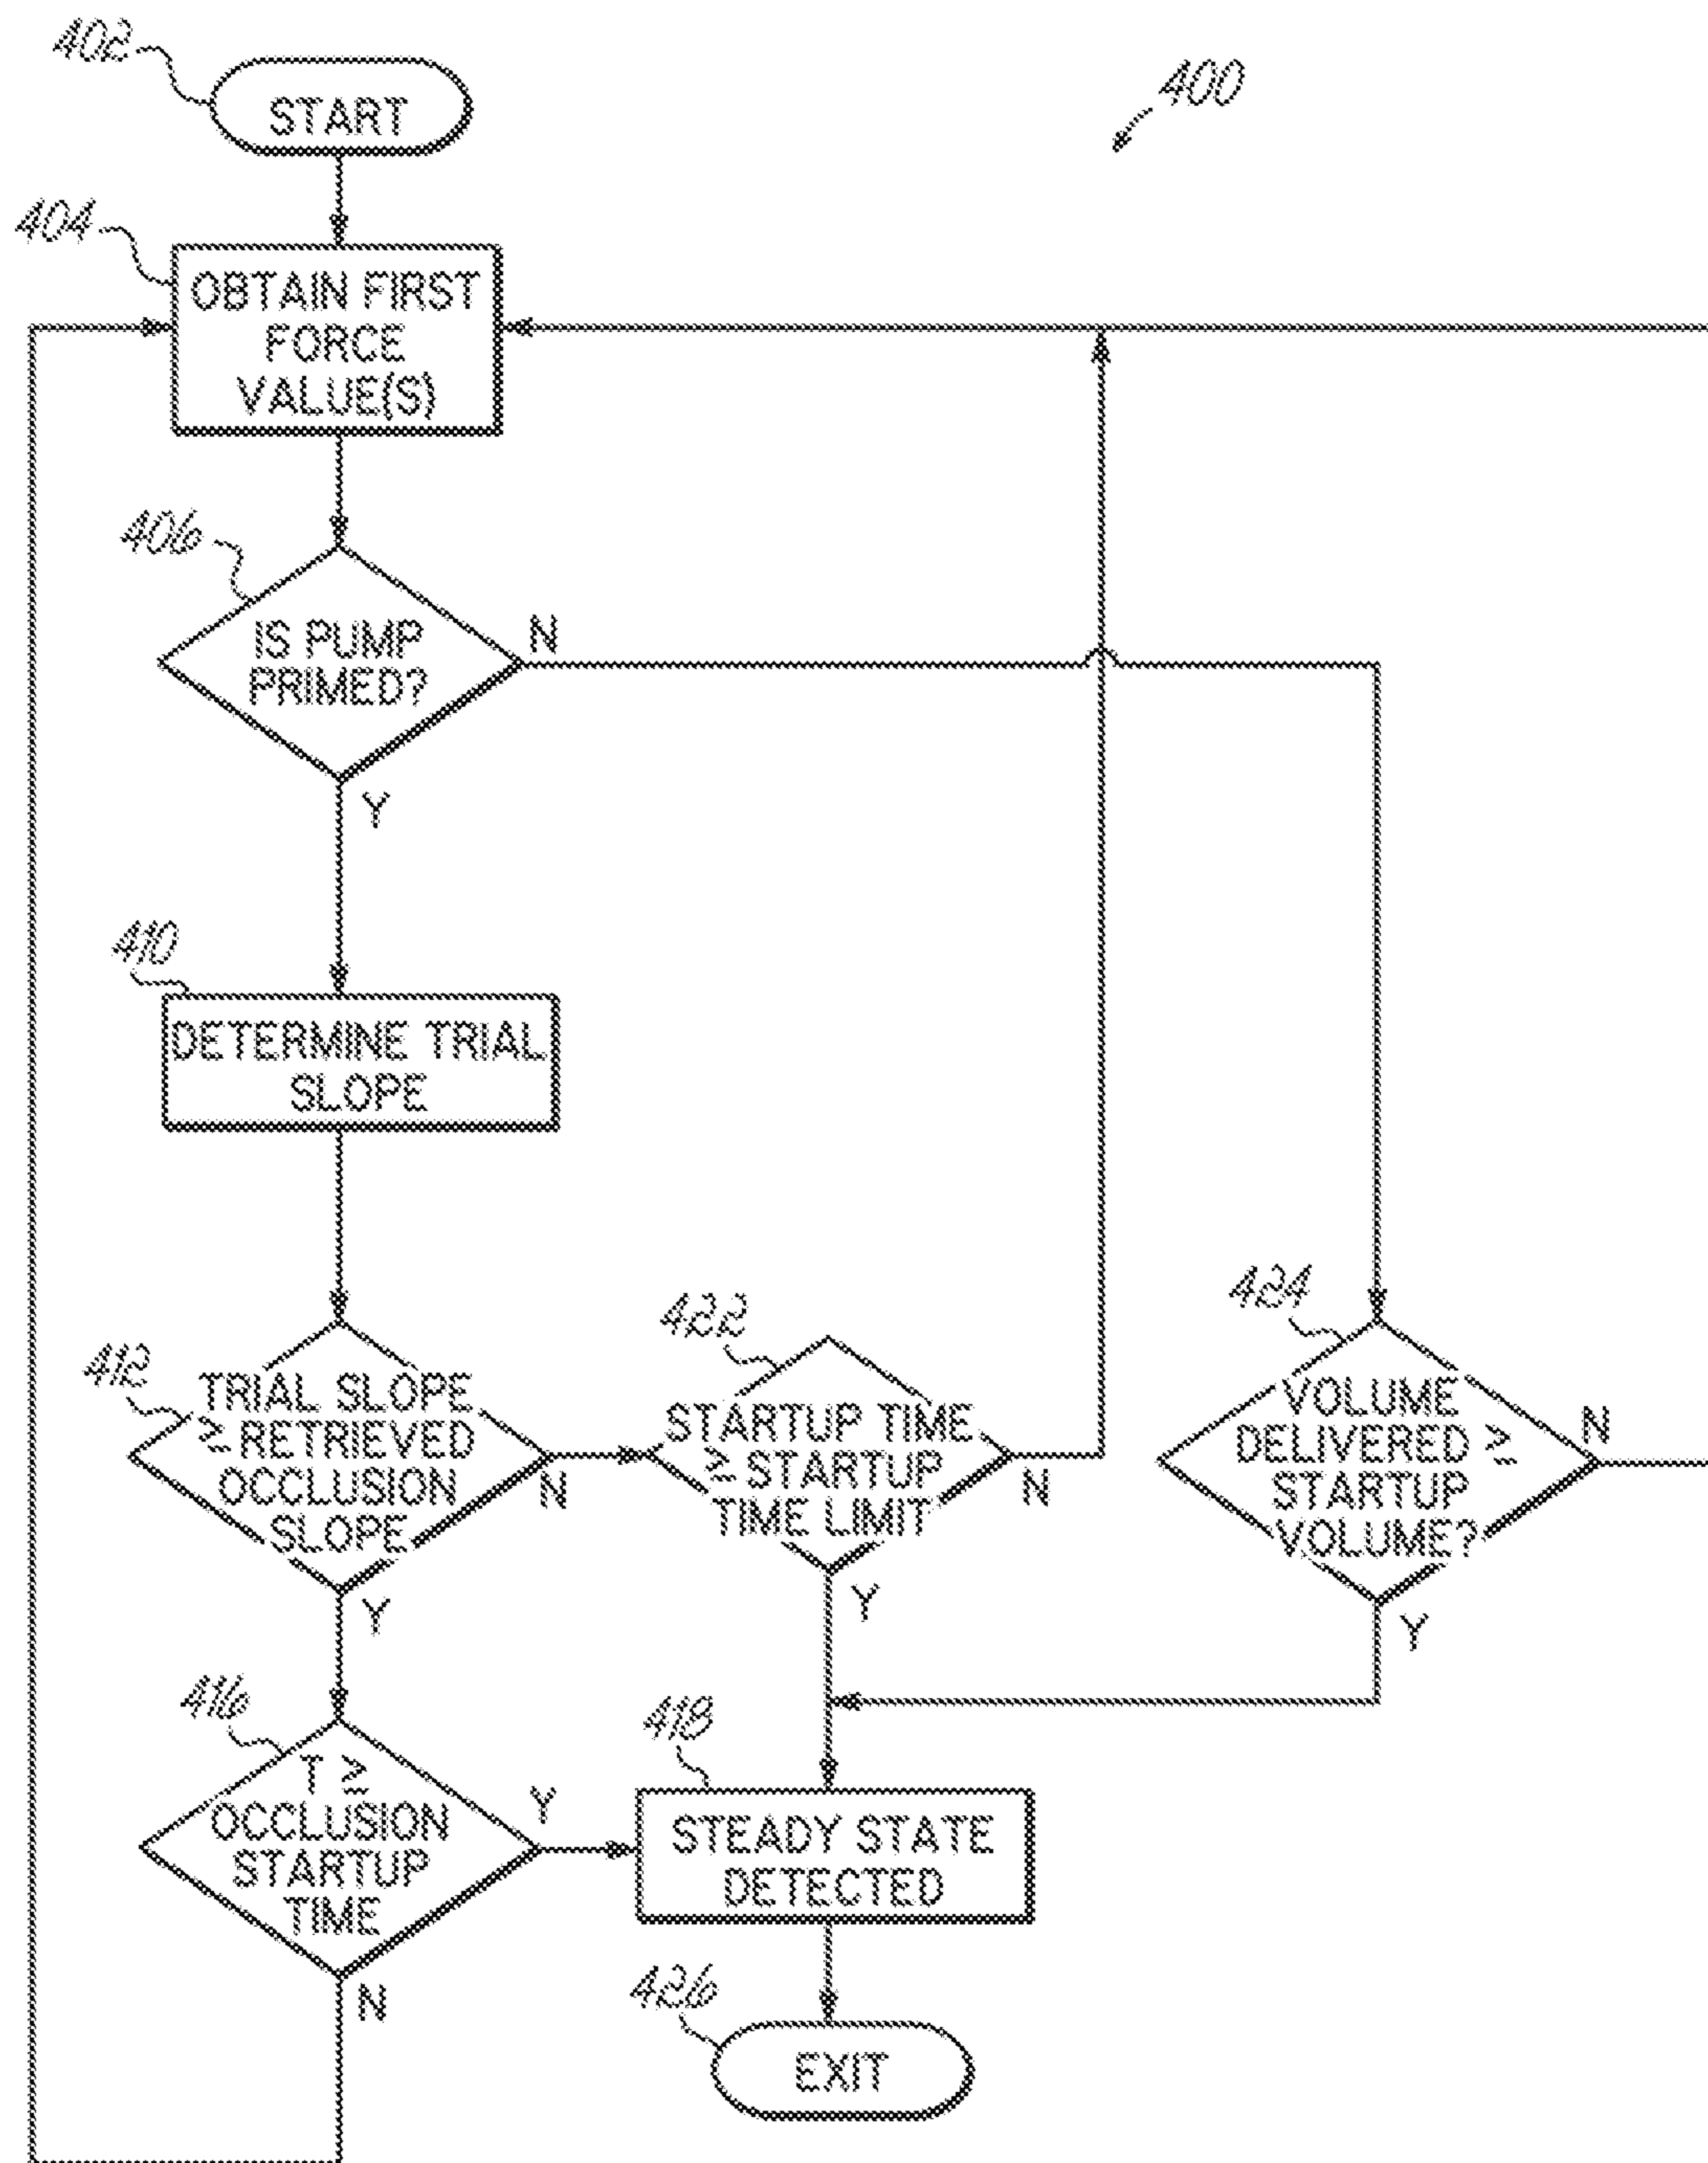 402
START
400
404
OBTAIN FIRST
FORCE
VALUE(S)
406
IS PUMP
PRIMED?
N
Y
410
DETERMINE TRIAL
SLOPE
412
TRIAL SLOPE
≥ RETRIEVED
OCCLUSION
SLOPE
N
Y
422
STARTUP TIME
≥ STARTUP
TIME LIMIT
N
Y
424
VOLUME
DELIVERED ≥
STARTUP
VOLUME?
N
Y
416
T ≥
OCCLUSION
STARTUP
TIME
Y
N
418
STEADY STATE
DETECTED
426
EXIT